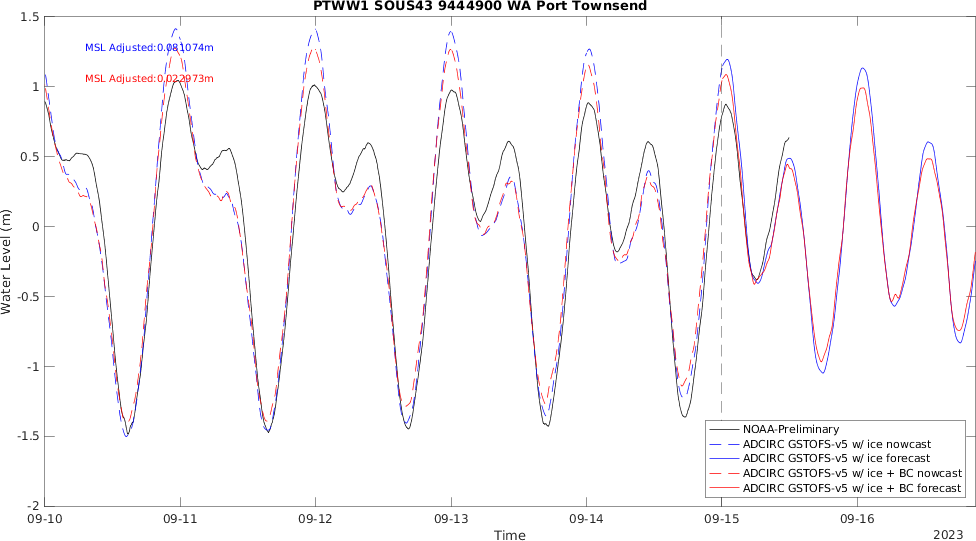 PTWW1 SOUS43 9444900 WA Port Townsend
1.5
MSL Adjusted:0.081074m
MSL Adjusted:0.022973m
1
0.5
0
Water Level (m)
-0.5
-1
-1.5
-2
NOAA-Preliminary
ADCIRC GSTOFS-v5 w/ ice nowcast
ADCIRC GSTOFS-v5 w/ ice forecast
ADCIRC GSTOFS-v5 w/ ice + BC nowcast
ADCIRC GSTOFS-v5 w/ ice + BC forecast
09-10 09-11 09-12 09-13 09-14 09-15 09-16
Time
2023